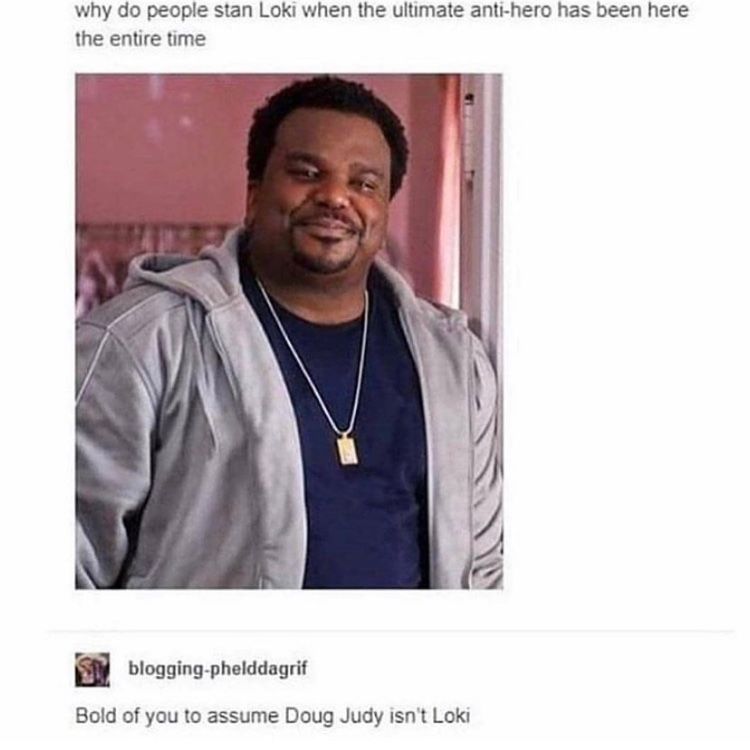 why do people stan Loki when the ultimate anti-hero has been here
the entire time
blogging-phelddagrif
Bold of you to assume Doug Judy isn't Loki